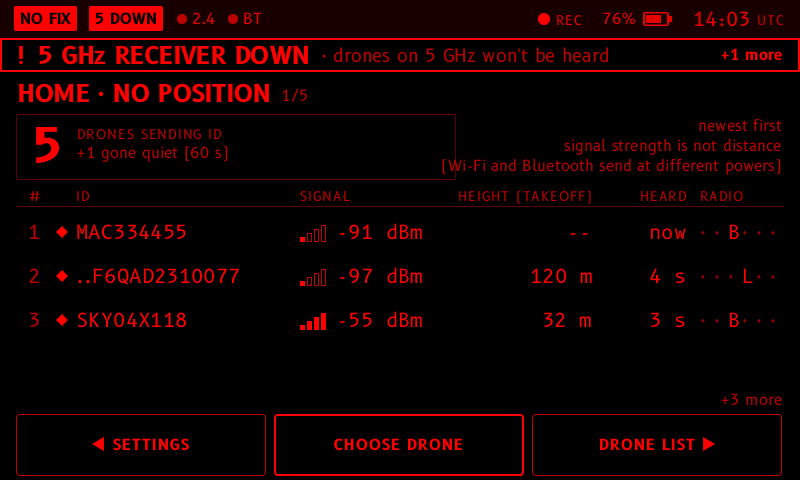 NO FIX 5 DOWN 2.4 BT REC 76% 14:03 UTC
! 5 GHz RECEIVER DOWN · drones on 5 GHz won't be heard +1 more
HOME · NO POSITION 1/5
5 DRONES SENDING ID
+1 gone quiet (60 s)
newest first
signal strength is not distance
(Wi-Fi and Bluetooth send at different powers)
# ID SIGNAL HEIGHT (TAKEOFF) HEARD RADIO
1 ◆ MAC334455 -91 dBm -- now ··B···
2 ◆ ..F6QAD2310077 -97 dBm 120 m 4 s ···L··
3 ◆ SKY04X118 -55 dBm 32 m 3 s ··B···
+3 more
◀ SETTINGS CHOOSE DRONE DRONE LIST ▶